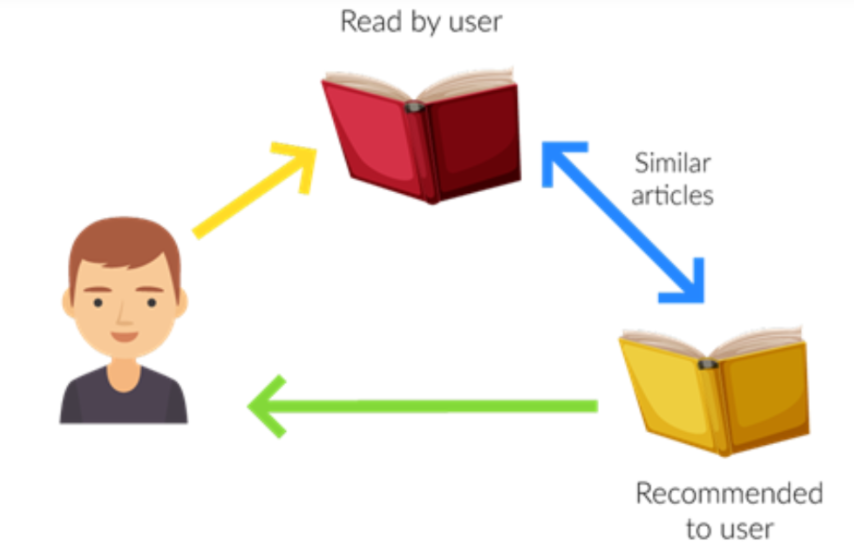 Read by user
Similar
articles
Recommended
to user